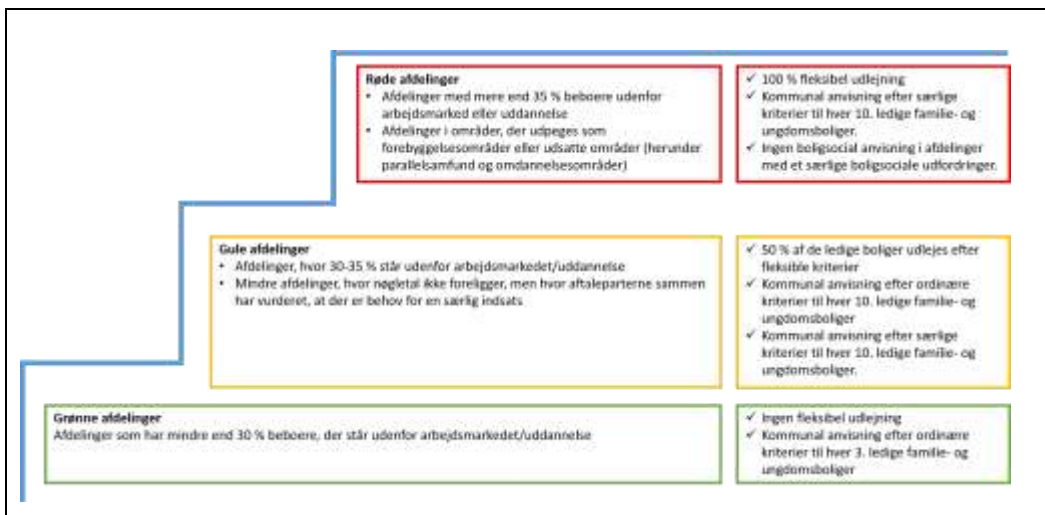 Røde afdelinger
• Afdelinger med mere end 35 % beboere udenfor
arbejdsmarked eller uddannelse
• Afdelinger i områder, der udpeges som
forebyggelsesområder eller udsatte områder (herunder
parallelsamfund og omdannelsesområder)
✓ 100 % fleksibel udlejning
✓ Kommunal anvisning efter særlige
kriterier til hver 10. ledige familie- og
ungdomsboliger.
✓ Ingen boligsocial anvisning i afdelinger
med et særlige boligsociale udfordringer.
Gule afdelinger
• Afdelinger, hvor 30-35 % står udenfor arbejdsmarkedet/uddannelse
• Mindre afdelinger, hvor nøgletal ikke foreligger, men hvor aftaleparterne sammen
har vurderet, at der er behov for en særlig indsats
✓ 50 % af de ledige boliger udlejes efter
fleksible kriterier
✓ Kommunal anvisning efter ordinære
kriterier til hver 10. ledige familie- og
ungdomsboliger
✓ Kommunal anvisning efter særlige
kriterier til hver 10. ledige familie- og
ungdomsboliger.
Grønne afdelinger
Afdelinger som har mindre end 30 % beboere, der står udenfor arbejdsmarkedet/uddannelse
✓ Ingen fleksibel udlejning
✓ Kommunal anvisning efter ordinære
kriterier til hver 3. ledige familie- og
ungdomsboliger